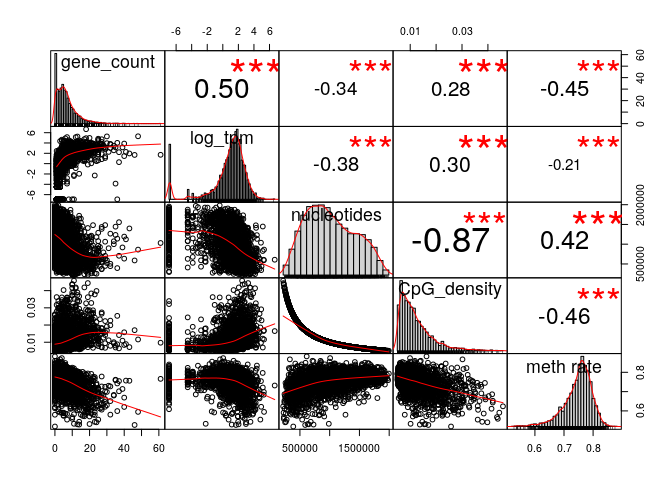 -6 -2 2 4 6 0.01 0.03
gene_count 0.50 *** -0.34 *** 0.28 *** -0.45 *** 0 20 40 60
-6 -2 2 6 log_tpm -0.38 *** 0.30 *** -0.21 ***
nucleotides -0.87 *** 0.42 *** 500000 2000000
0.01 0.03 CpG_density -0.46 ***
meth rate 0.6 0.8
0 20 40 60 500000 1500000 0.6 0.7 0.8